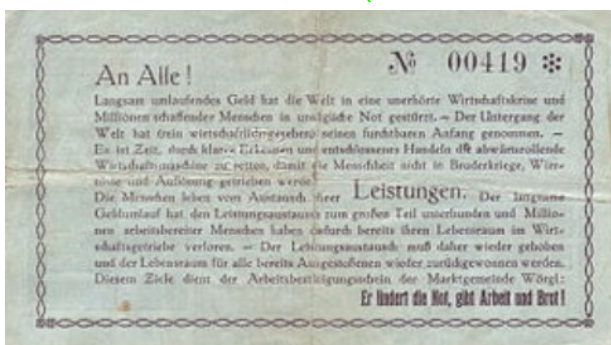 № 00419 ✻
An Alle !
Langsam umlaufendes Geld hat die Welt in eine unerhörte Wirtschaftskrise und
Millionen schaffender Menschen in unsägliche Not gestürzt. – Der Untergang der
Welt hat (rein wirtschaftlich gesehen) seinen furchtbaren Anfang genommen. –
Es ist Zeit, durch klares Erkennen und entschlossenes Handeln die abwärtsrollende
Wirtschaftsmaschine zu retten, damit die Menschheit nicht in Bruderkriege, Wirr-
nisse und Auflösung getrieben werde.
Die Menschen leben vom Austausch ihrer Leistungen. Der langsame
Geldumlauf hat den Leistungsaustausch zum großen Teil unterbunden und Millio-
nen arbeitsbereiter Menschen haben dadurch bereits ihren Lebensraum im Wirt-
schaftsgetriebe verloren. – Der Leistungsaustausch muß daher wieder gehoben
und der Lebensraum für alle bereits Ausgestoßenen wieder zurückgewonnen werden.
Diesem Ziele dient der Arbeitsbestätigungsschein der Marktgemeinde Wörgl:
Er lindert die Not, gibt Arbeit und Brot !